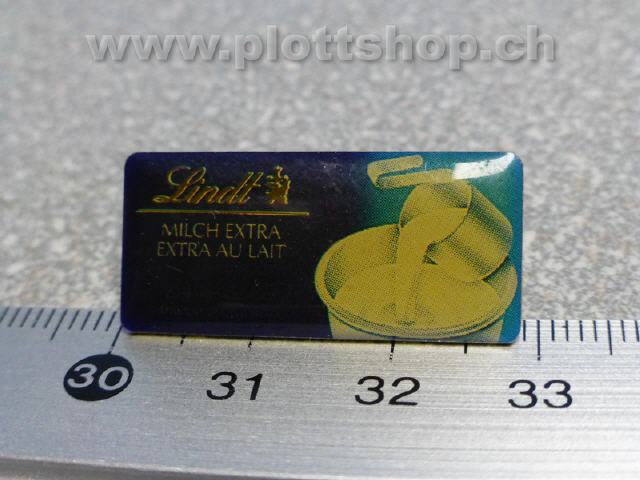 www.plottshop.ch
Lindt
MILCH EXTRA
EXTRA AU LAIT
30 31 32 33